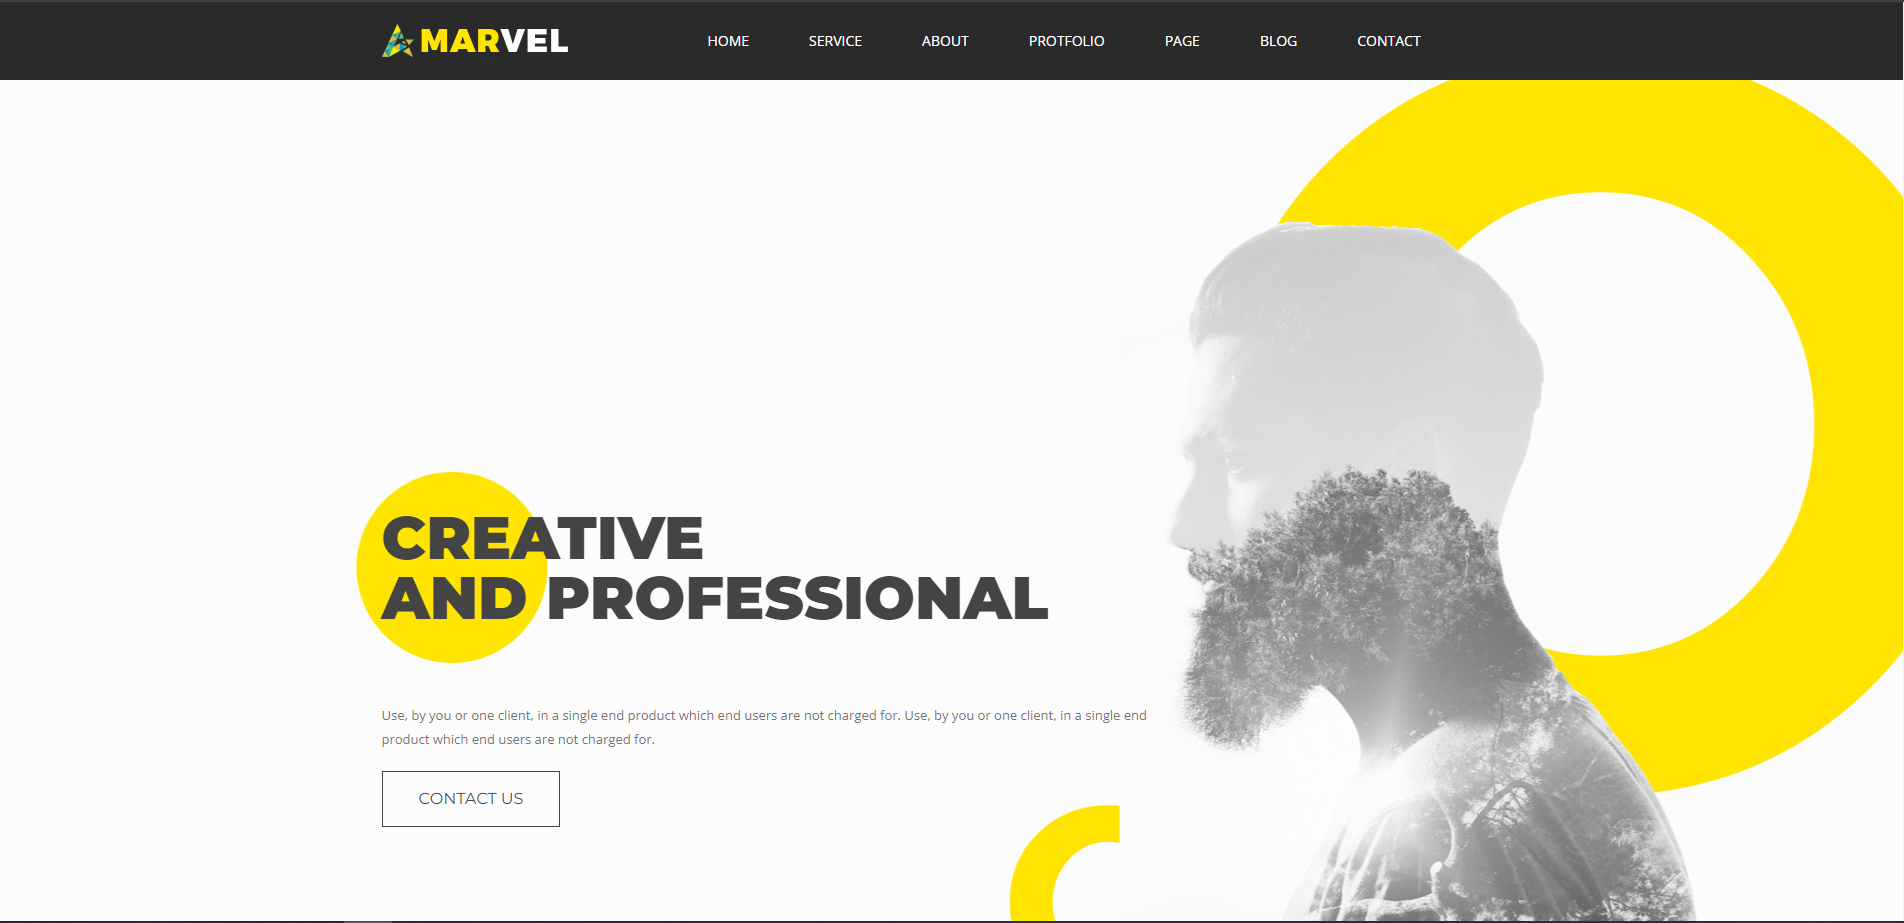 MARVEL
HOME SERVICE ABOUT PROTFOLIO PAGE BLOG CONTACT
CREATIVE
AND PROFESSIONAL
Use, by you or one client, in a single end product which end users are not charged for. Use, by you or one client, in a single end
product which end users are not charged for.
CONTACT US